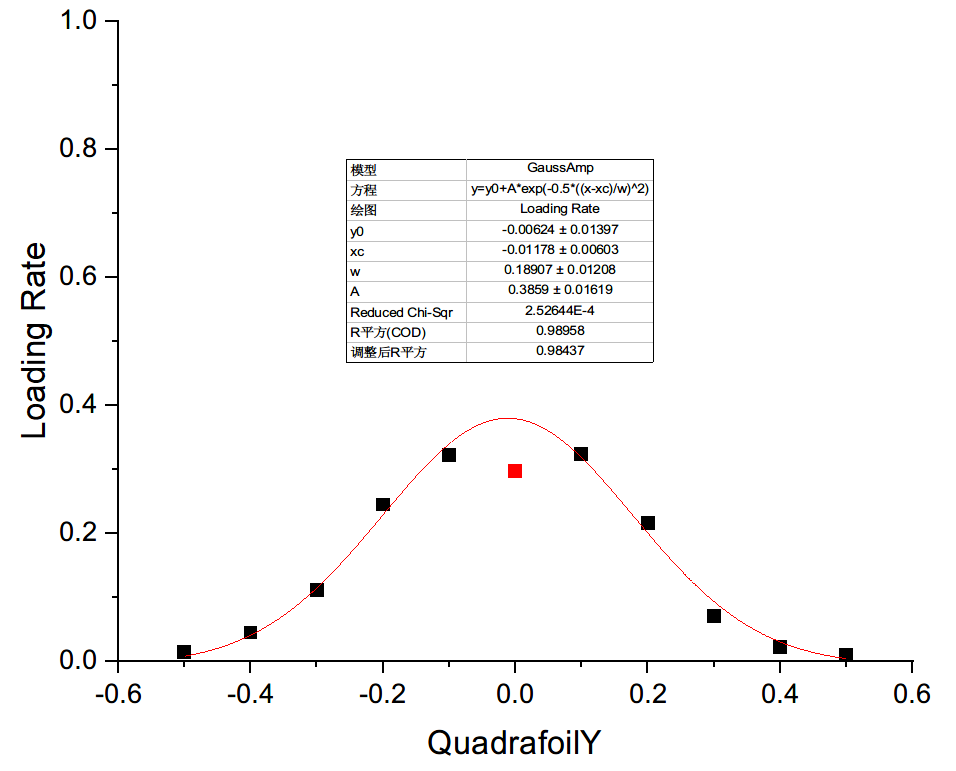 1.0
0.8
0.6
0.4
0.2
0.0
Loading Rate
模型 GaussAmp
方程 y=y0+A*exp(-0.5*((x-xc)/w)^2)
绘图 Loading Rate
y0 -0.00624 ± 0.01397
xc -0.01178 ± 0.00603
w 0.18907 ± 0.01208
A 0.3859 ± 0.01619
Reduced Chi-Sqr 2.52644E-4
R平方(COD) 0.98958
调整后R平方 0.98437
-0.6 -0.4 -0.2 0.0 0.2 0.4 0.6
QuadrafoilY